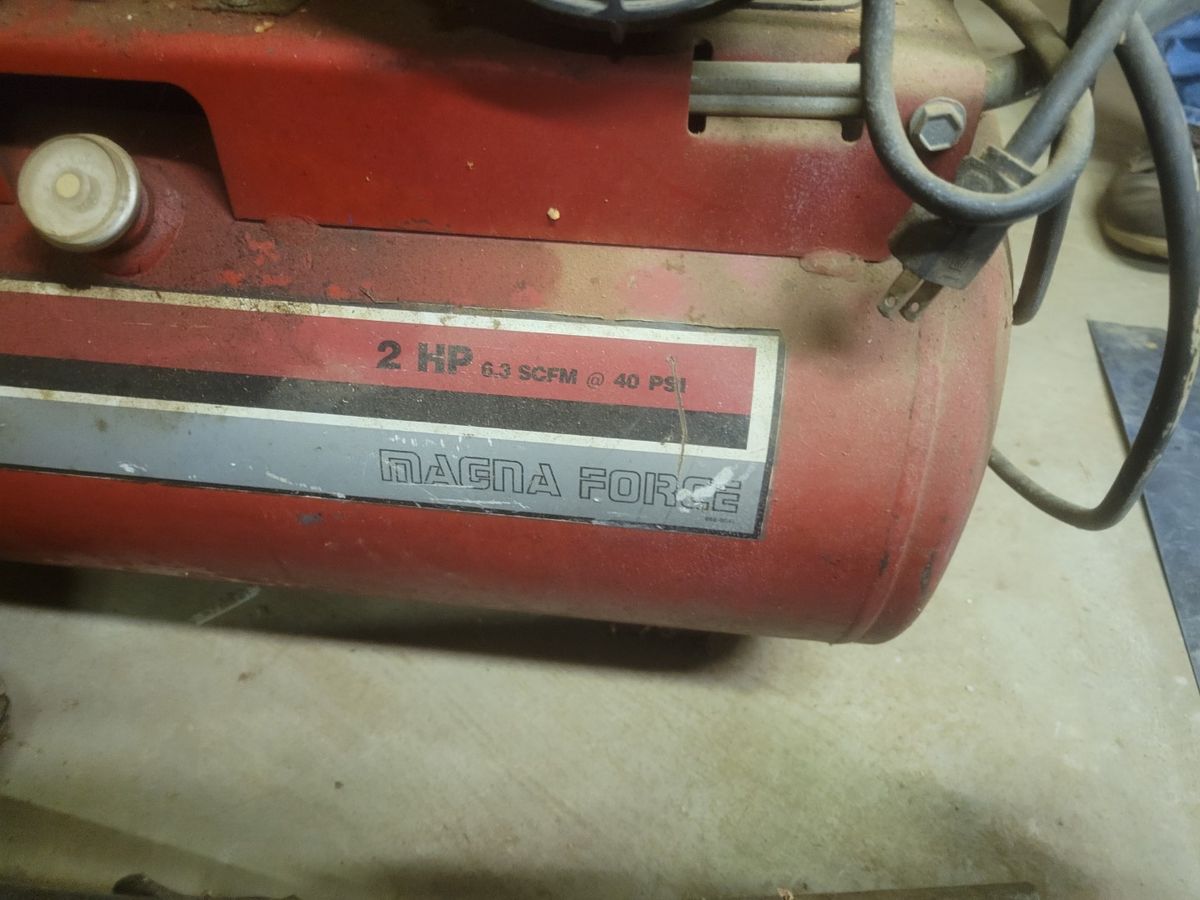 2 HP 6.3 SCFM @ 40 PSI
MAGNA FORCE